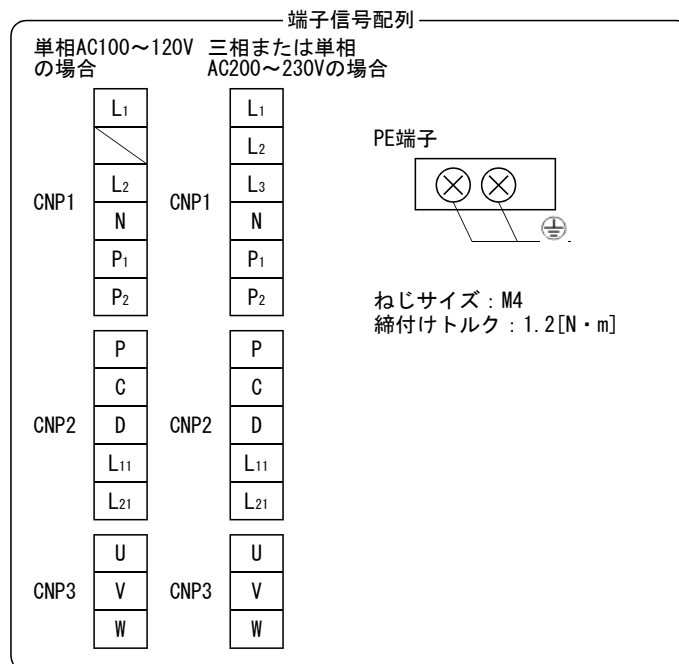 端子信号配列
単相AC100～120V
の場合
三相または単相
AC200～230Vの場合
CNP1
L1
L2
N
P1
P2
CNP2
P
C
D
L11
L21
CNP3
U
V
W
CNP1
L1
L2
L3
N
P1
P2
CNP2
P
C
D
L11
L21
CNP3
U
V
W
PE端子
ねじサイズ：M4
締付けトルク：1.2[N・m]